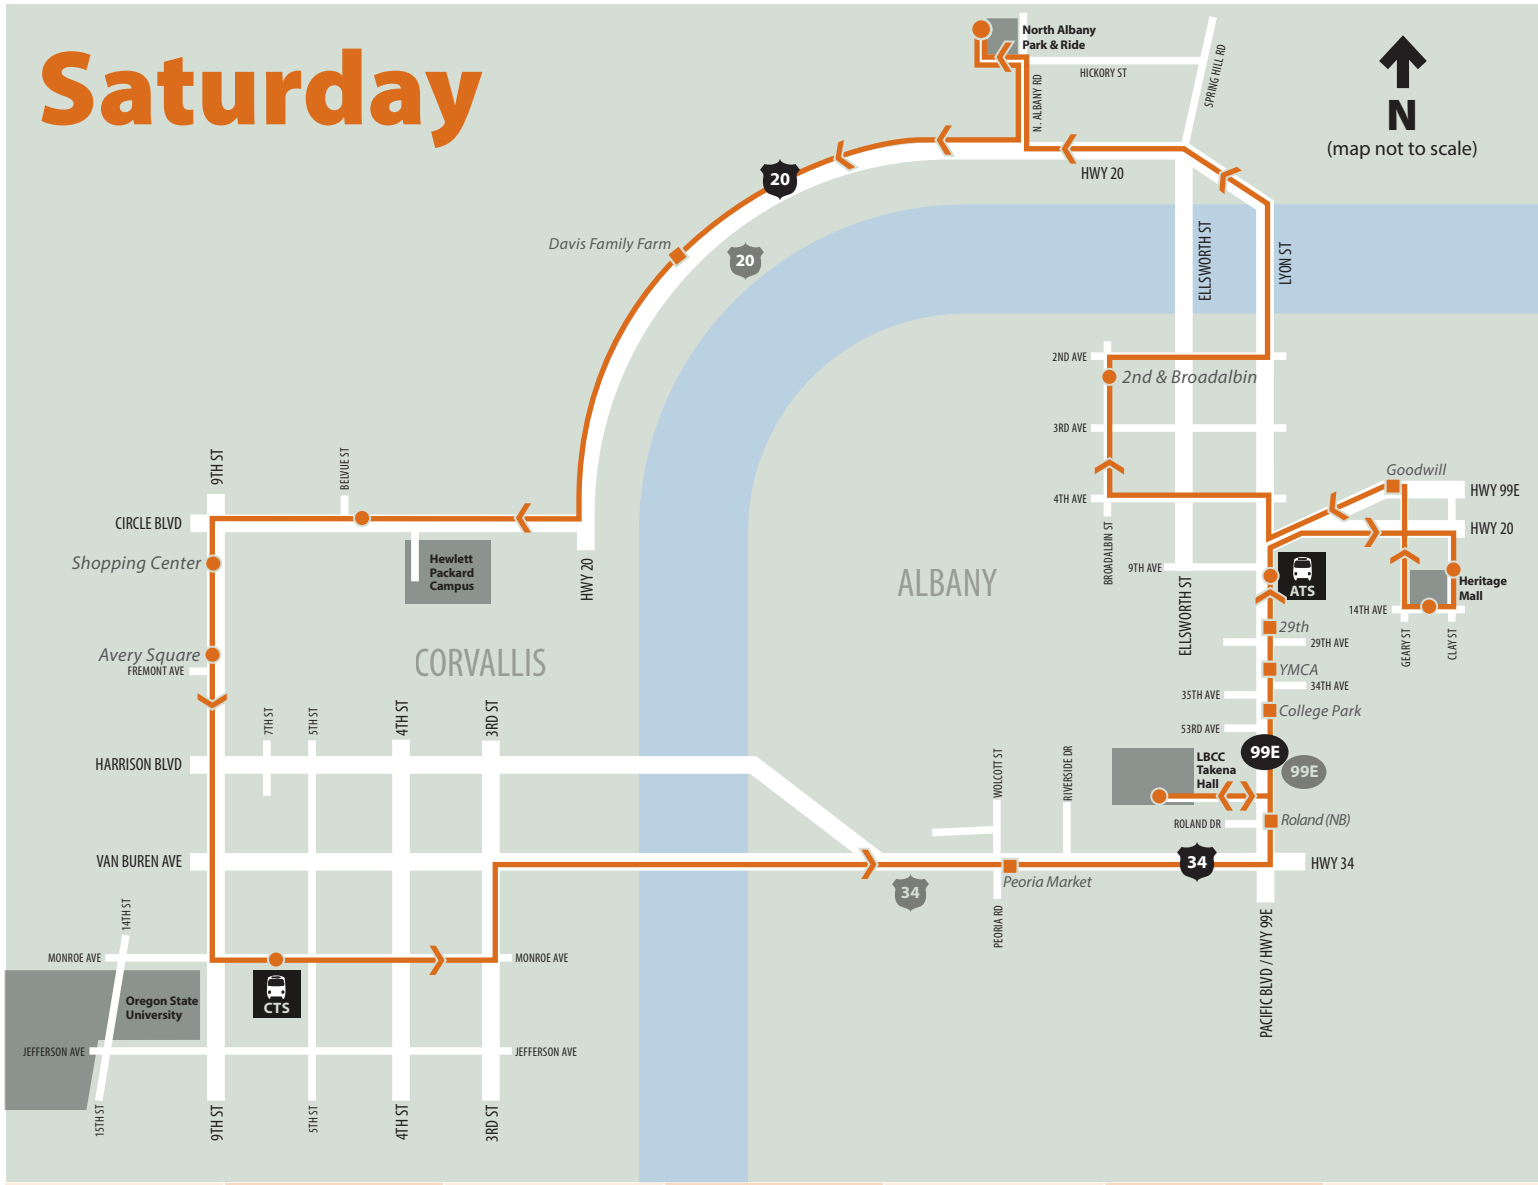 Saturday
North Albany
Park & Ride
HICKORY ST
SPRING HILL RD
N. ALBANY RD
N
(map not to scale)
HWY 20
20
20
Davis Family Farm
ELLSWORTH ST
LYON ST
2ND AVE
2nd & Broadalbin
3RD AVE
4TH AVE
BROADALBIN ST
9TH AVE
ELLSWORTH ST
Goodwill
HWY 99E
HWY 20
Heritage
Mall
14TH AVE
GEARY ST
CLAY ST
ATS
29th
29TH AVE
YMCA
34TH AVE
35TH AVE
College Park
53RD AVE
99E
99E
LBCC
Takena
Hall
Roland (NB)
ROLAND DR
HWY 34
34
34
Peoria Market
WOLCOTT ST
RIVERSIDE DR
PEORIA RD
PACIFIC BLVD / HWY 99E
ALBANY
CORVALLIS
9TH ST
BELVUE ST
CIRCLE BLVD
Shopping Center
Hewlett
Packard
Campus
HWY 20
Avery Square
FREMONT AVE
7TH ST
5TH ST
4TH ST
3RD ST
HARRISON BLVD
VAN BUREN AVE
14TH ST
MONROE AVE
MONROE AVE
CTS
Oregon State
University
JEFFERSON AVE
JEFFERSON AVE
15TH ST
9TH ST
5TH ST
4TH ST
3RD ST